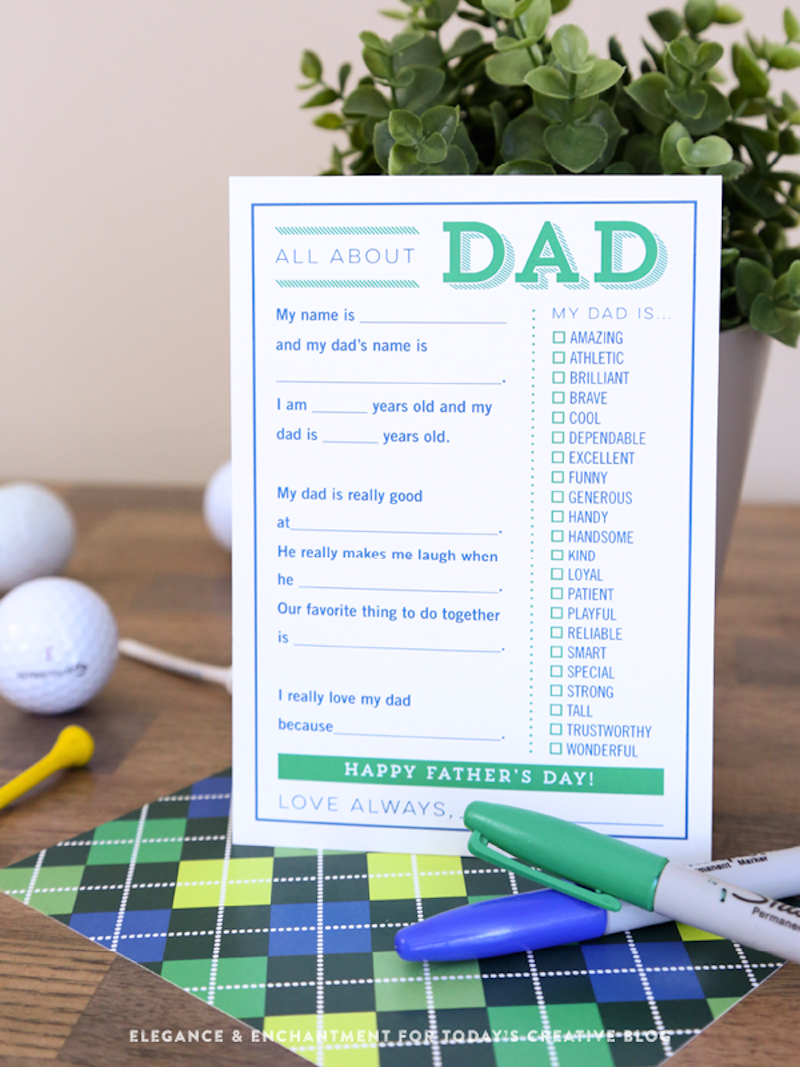 ALL ABOUT DAD
My name is
and my dad's name is
.
I am years old and my
dad is years old.
My dad is really good
at .
He really makes me laugh when
he .
Our favorite thing to do together
is .
I really love my dad
because .
MY DAD IS...
AMAZING
ATHLETIC
BRILLIANT
BRAVE
COOL
DEPENDABLE
EXCELLENT
FUNNY
GENEROUS
HANDY
HANDSOME
KIND
LOYAL
PATIENT
PLAYFUL
RELIABLE
SMART
SPECIAL
STRONG
TALL
TRUSTWORTHY
WONDERFUL
HAPPY FATHER'S DAY!
LOVE ALWAYS,
Marker
Permanent
ELEGANCE & ENCHANTMENT FOR TODAY'S CREATIVE BLOG